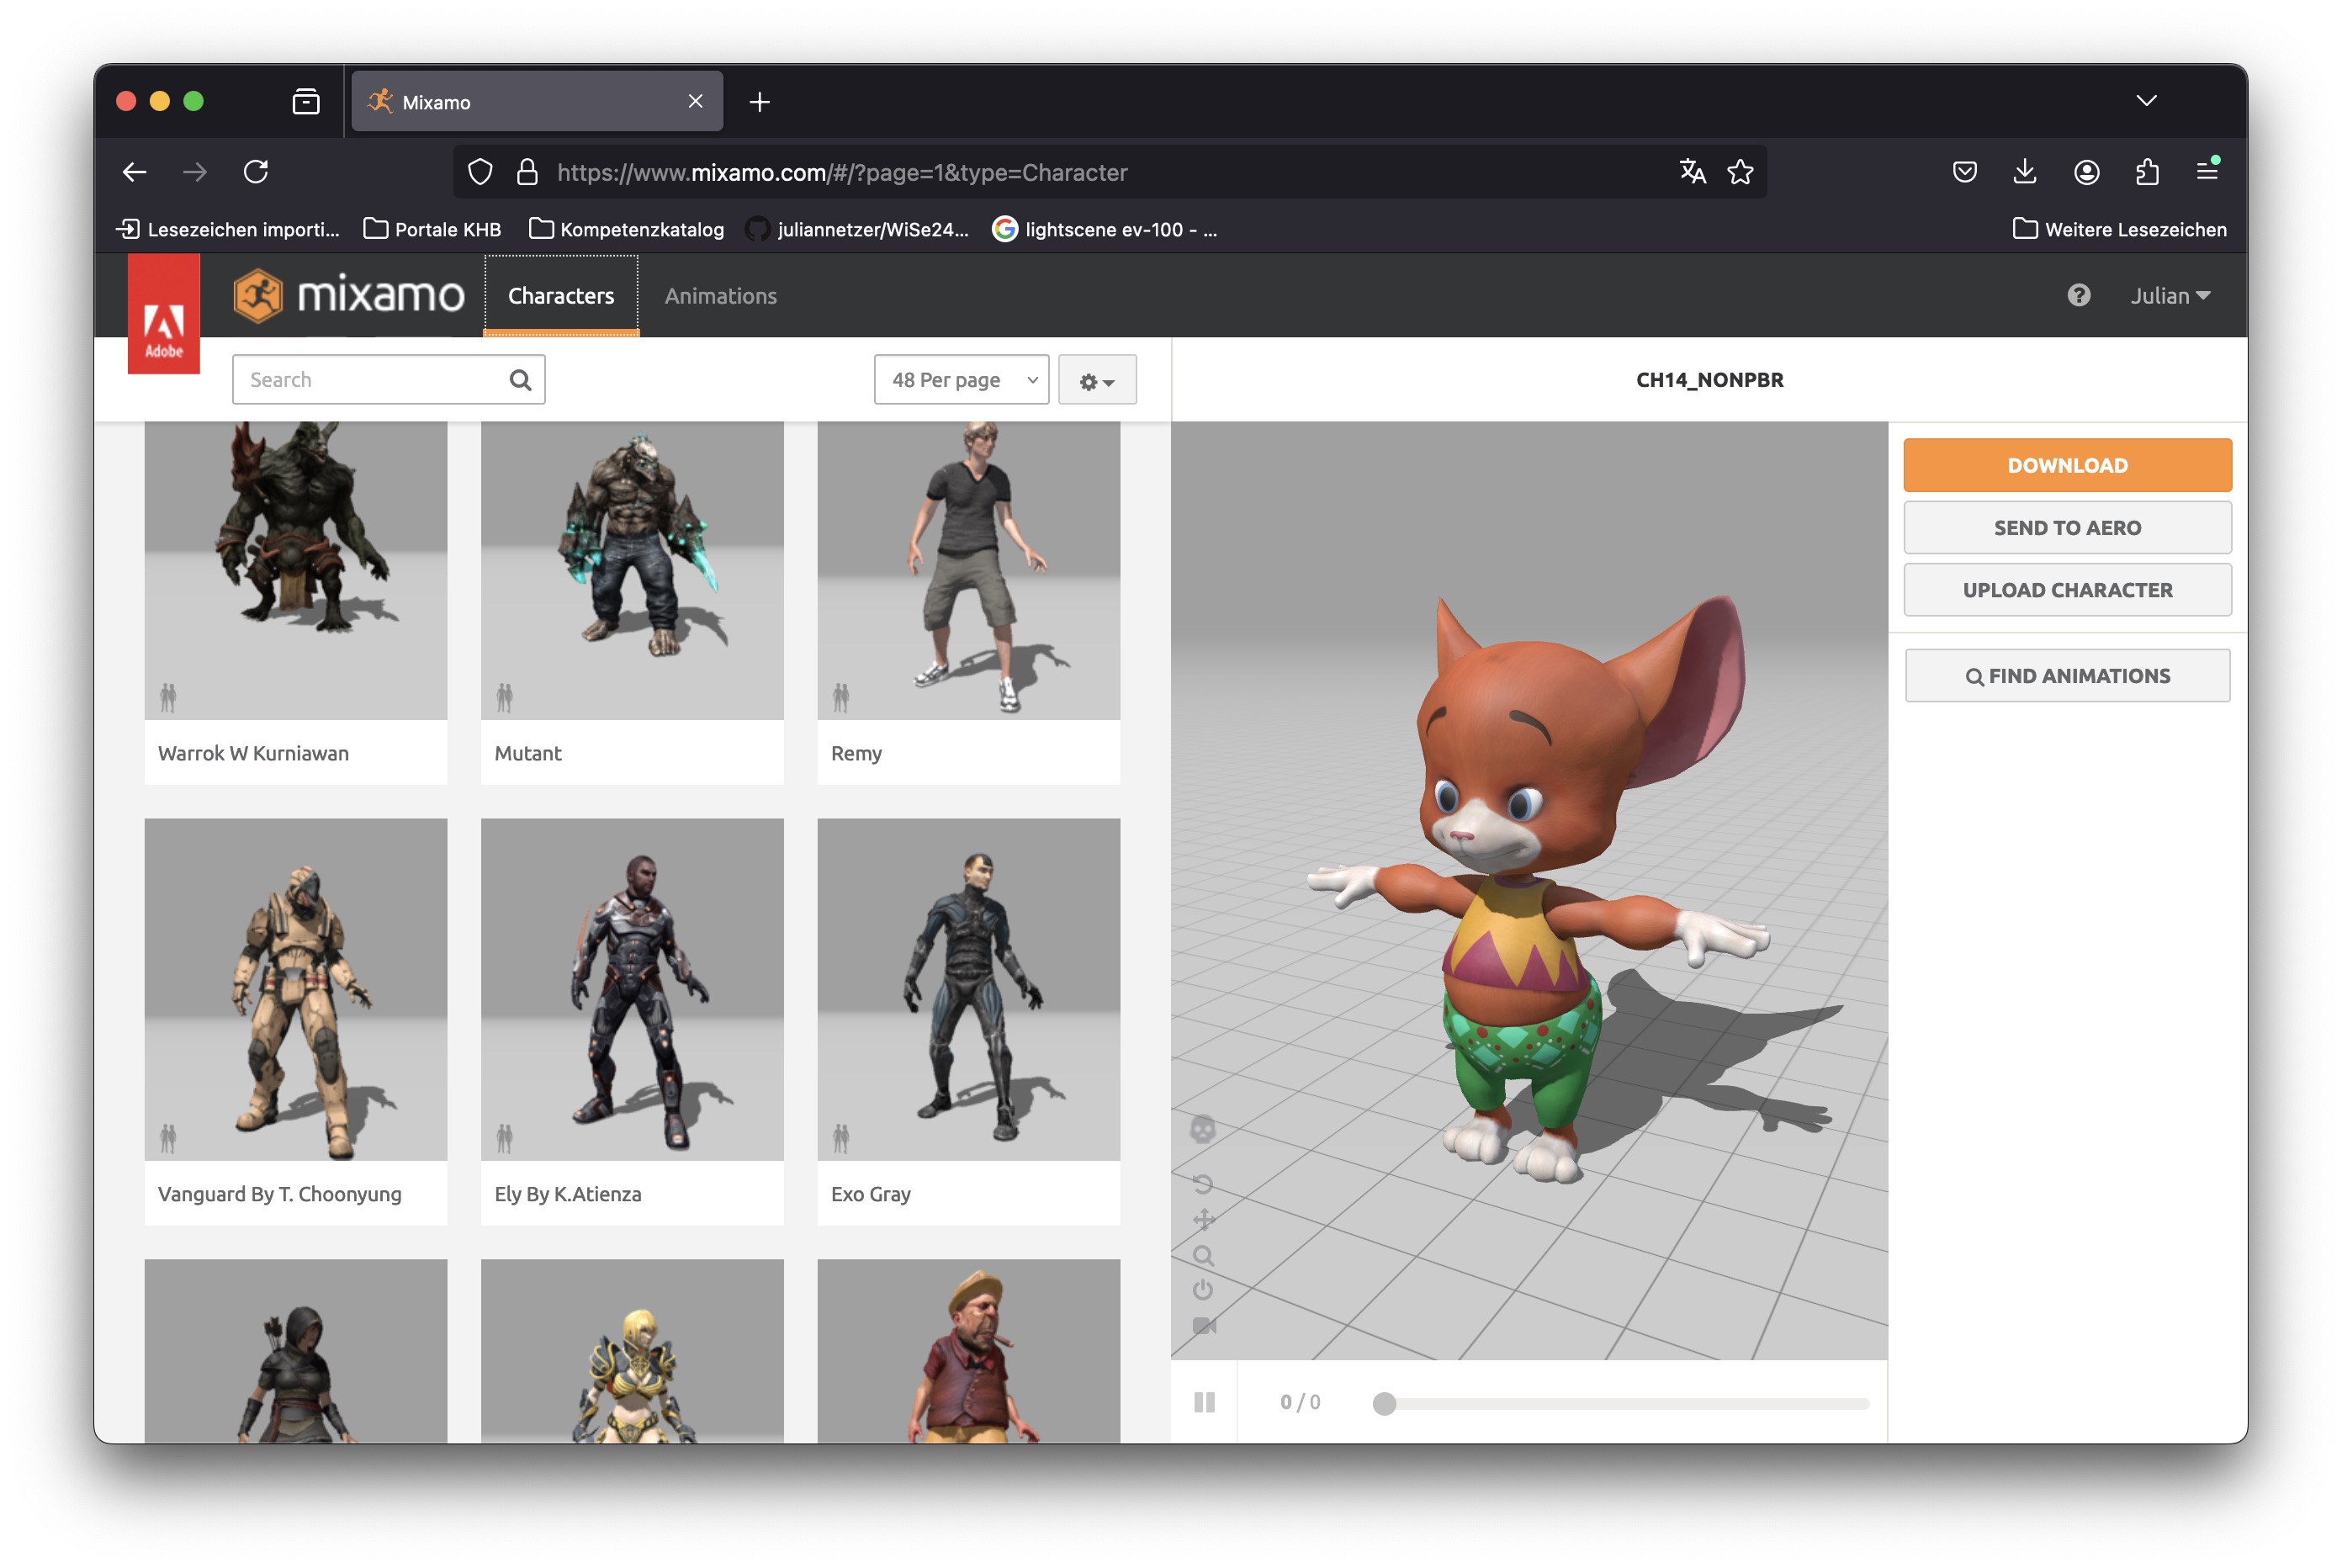 Mixamo
https://www.mixamo.com/#/?page=1&type=Character
Lesezeichen importi...
Portale KHB
Kompetenzkatalog
juliannetzer/WiSe24...
lightscene ev-100 - ...
Weitere Lesezeichen
Adobe
mixamo
Characters
Animations
Julian
Search
48 Per page
CH14_NONPBR
Warrok W Kurniawan
Mutant
Remy
Vanguard By T. Choonyung
Ely By K.Atienza
Exo Gray
DOWNLOAD
SEND TO AERO
UPLOAD CHARACTER
FIND ANIMATIONS
0 / 0